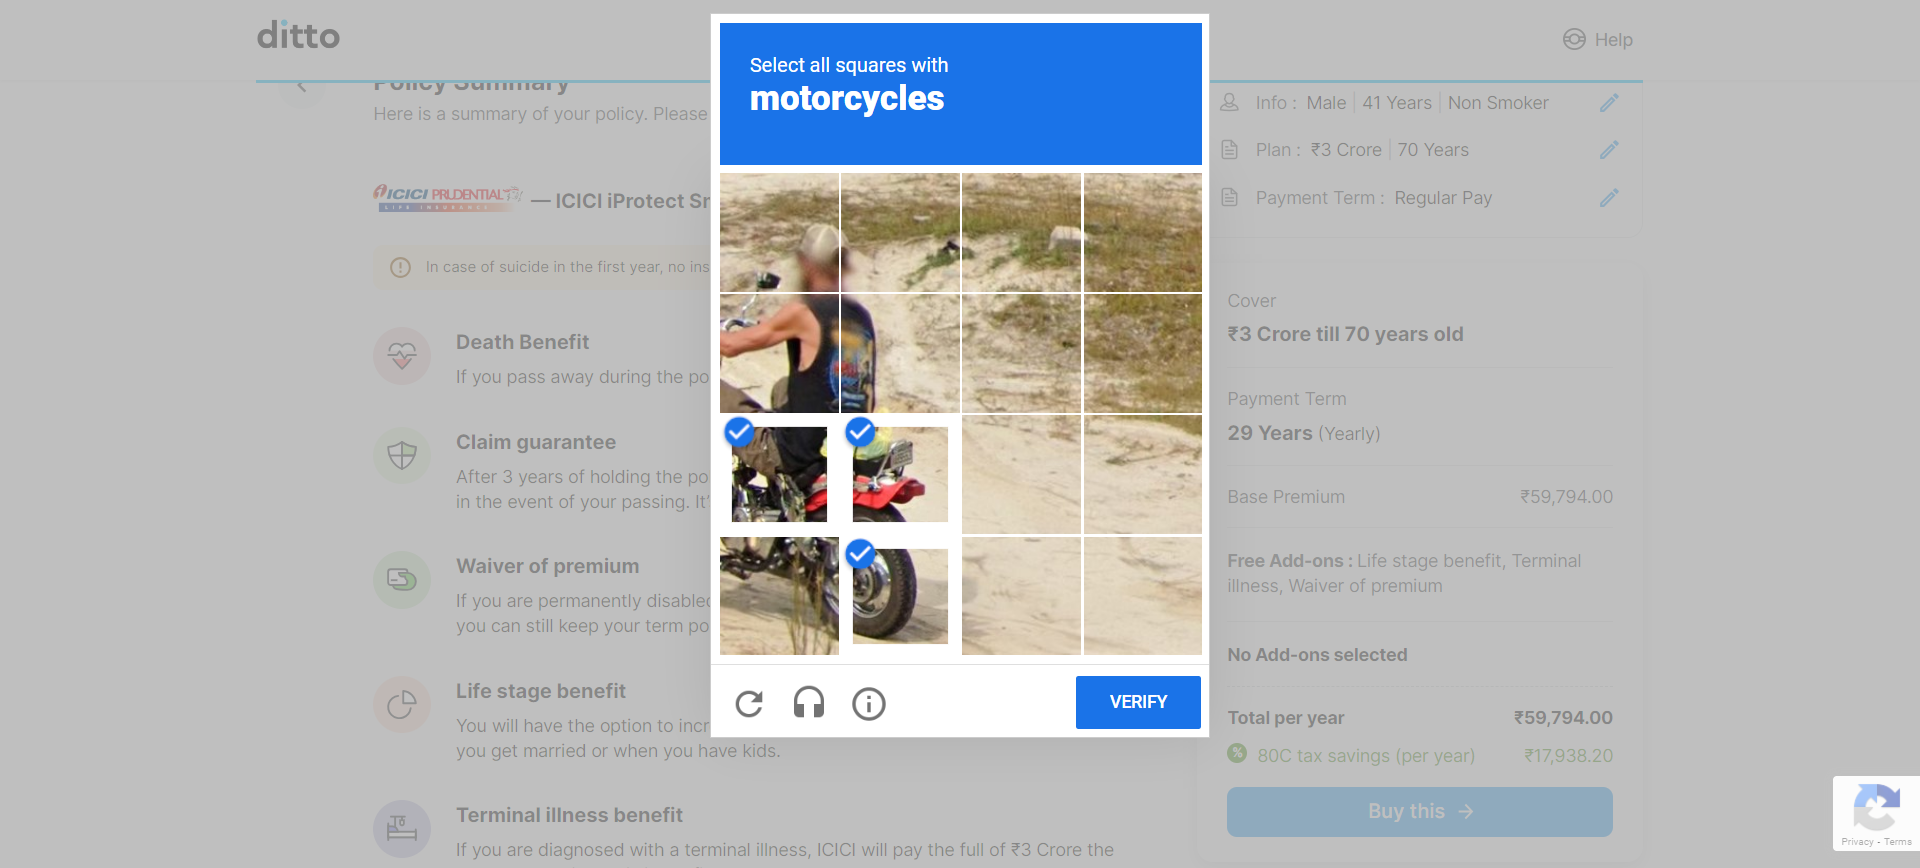 ditto
Help
Policy Summary
Here is a summary of your policy. Please
ICICI PRUDENTIAL
LIFE INSURANCE
— ICICI iProtect Sr
In case of suicide in the first year, no ins
Death Benefit
If you pass away during the po
Claim guarantee
After 3 years of holding the po
in the event of your passing. It'
Waiver of premium
If you are permanently disabled
you can still keep your term po
Life stage benefit
You will have the option to incr
you get married or when you have kids.
Terminal illness benefit
If you are diagnosed with a terminal illness, ICICI will pay the full of ₹3 Crore the
Select all squares with
motorcycles
VERIFY
Info : Male | 41 Years | Non Smoker
Plan : ₹3 Crore | 70 Years
Payment Term : Regular Pay
Cover
₹3 Crore till 70 years old
Payment Term
29 Years (Yearly)
Base Premium ₹59,794.00
Free Add-ons : Life stage benefit, Terminal
illness, Waiver of premium
No Add-ons selected
Total per year ₹59,794.00
% 80C tax savings (per year) ₹17,938.20
Buy this →
Privacy - Terms